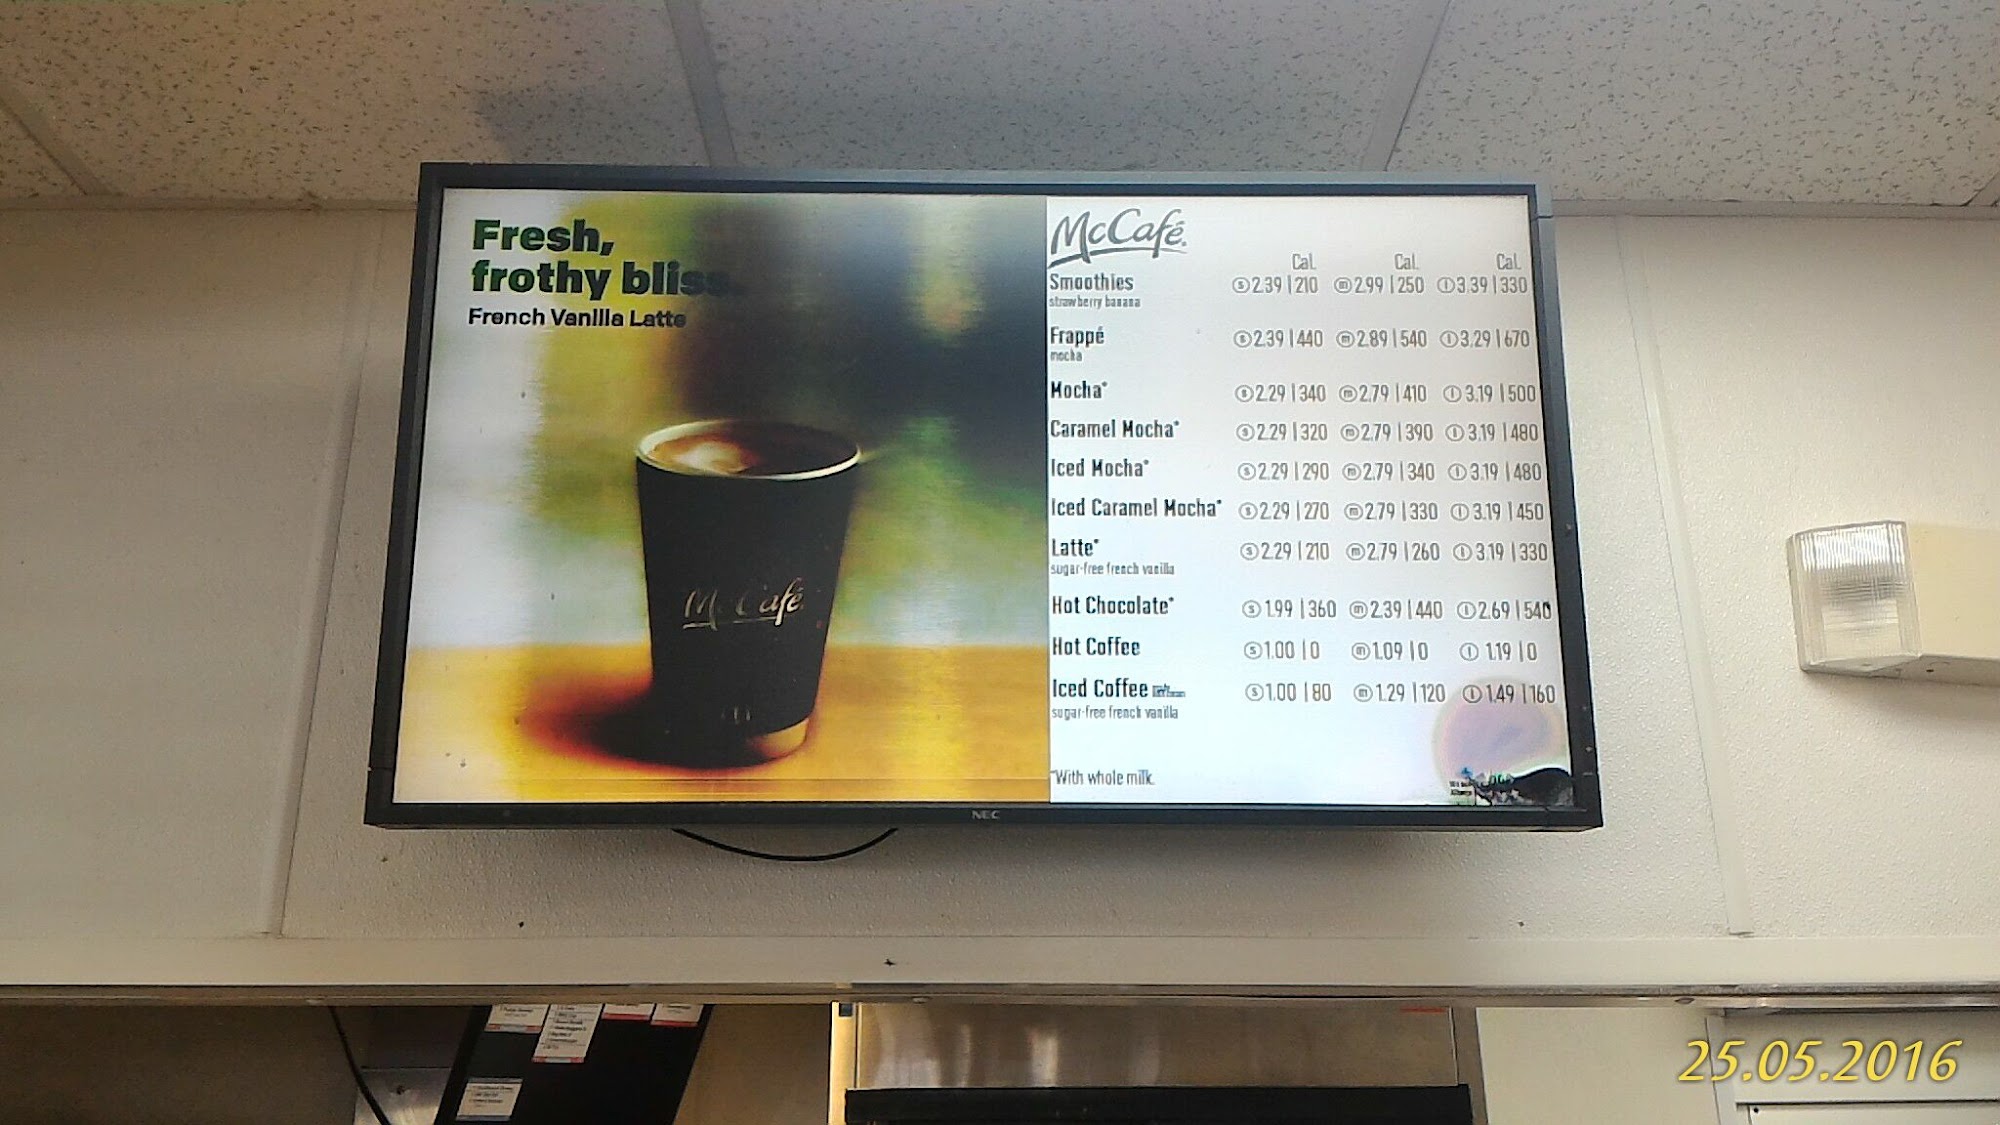 Fresh,
frothy bliss
French Vanilla Latte
McCafé
McCafé
Cal. Cal. Cal.
Smoothies s 2.39 | 210 m 2.99 | 250 l 3.39 | 330
strawberry banana
Frappé s 2.39 | 440 m 2.89 | 540 l 3.29 | 670
mocha
Mocha* s 2.29 | 340 m 2.79 | 410 l 3.19 | 500
Caramel Mocha* s 2.29 | 320 m 2.79 | 390 l 3.19 | 480
Iced Mocha* s 2.29 | 290 m 2.79 | 340 l 3.19 | 480
Iced Caramel Mocha* s 2.29 | 270 m 2.79 | 330 l 3.19 | 450
Latte* s 2.29 | 210 m 2.79 | 260 l 3.19 | 330
sugar-free french vanilla
Hot Chocolate* s 1.99 | 360 m 2.39 | 440 l 2.69 | 540
Hot Coffee s 1.00 | 0 m 1.09 | 0 l 1.19 | 0
Iced Coffee s 1.00 | 80 m 1.29 | 120 l 1.49 | 160
sugar-free french vanilla
*With whole milk.
NEC
25.05.2016